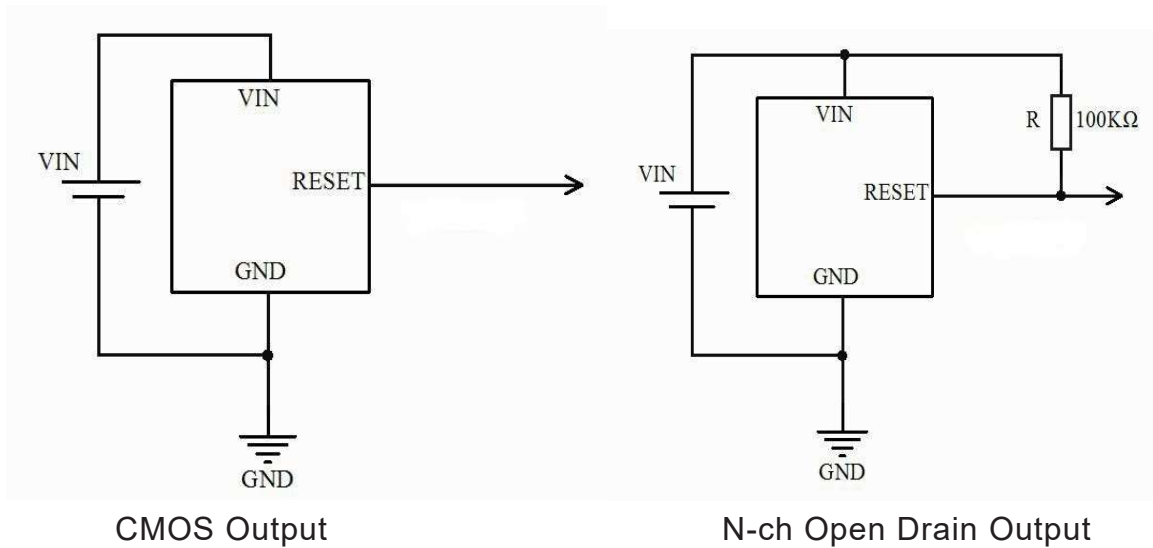 VIN
VIN
RESET
GND
GND
CMOS Output
VIN
R 100KΩ
VIN
RESET
GND
GND
N-ch Open Drain Output